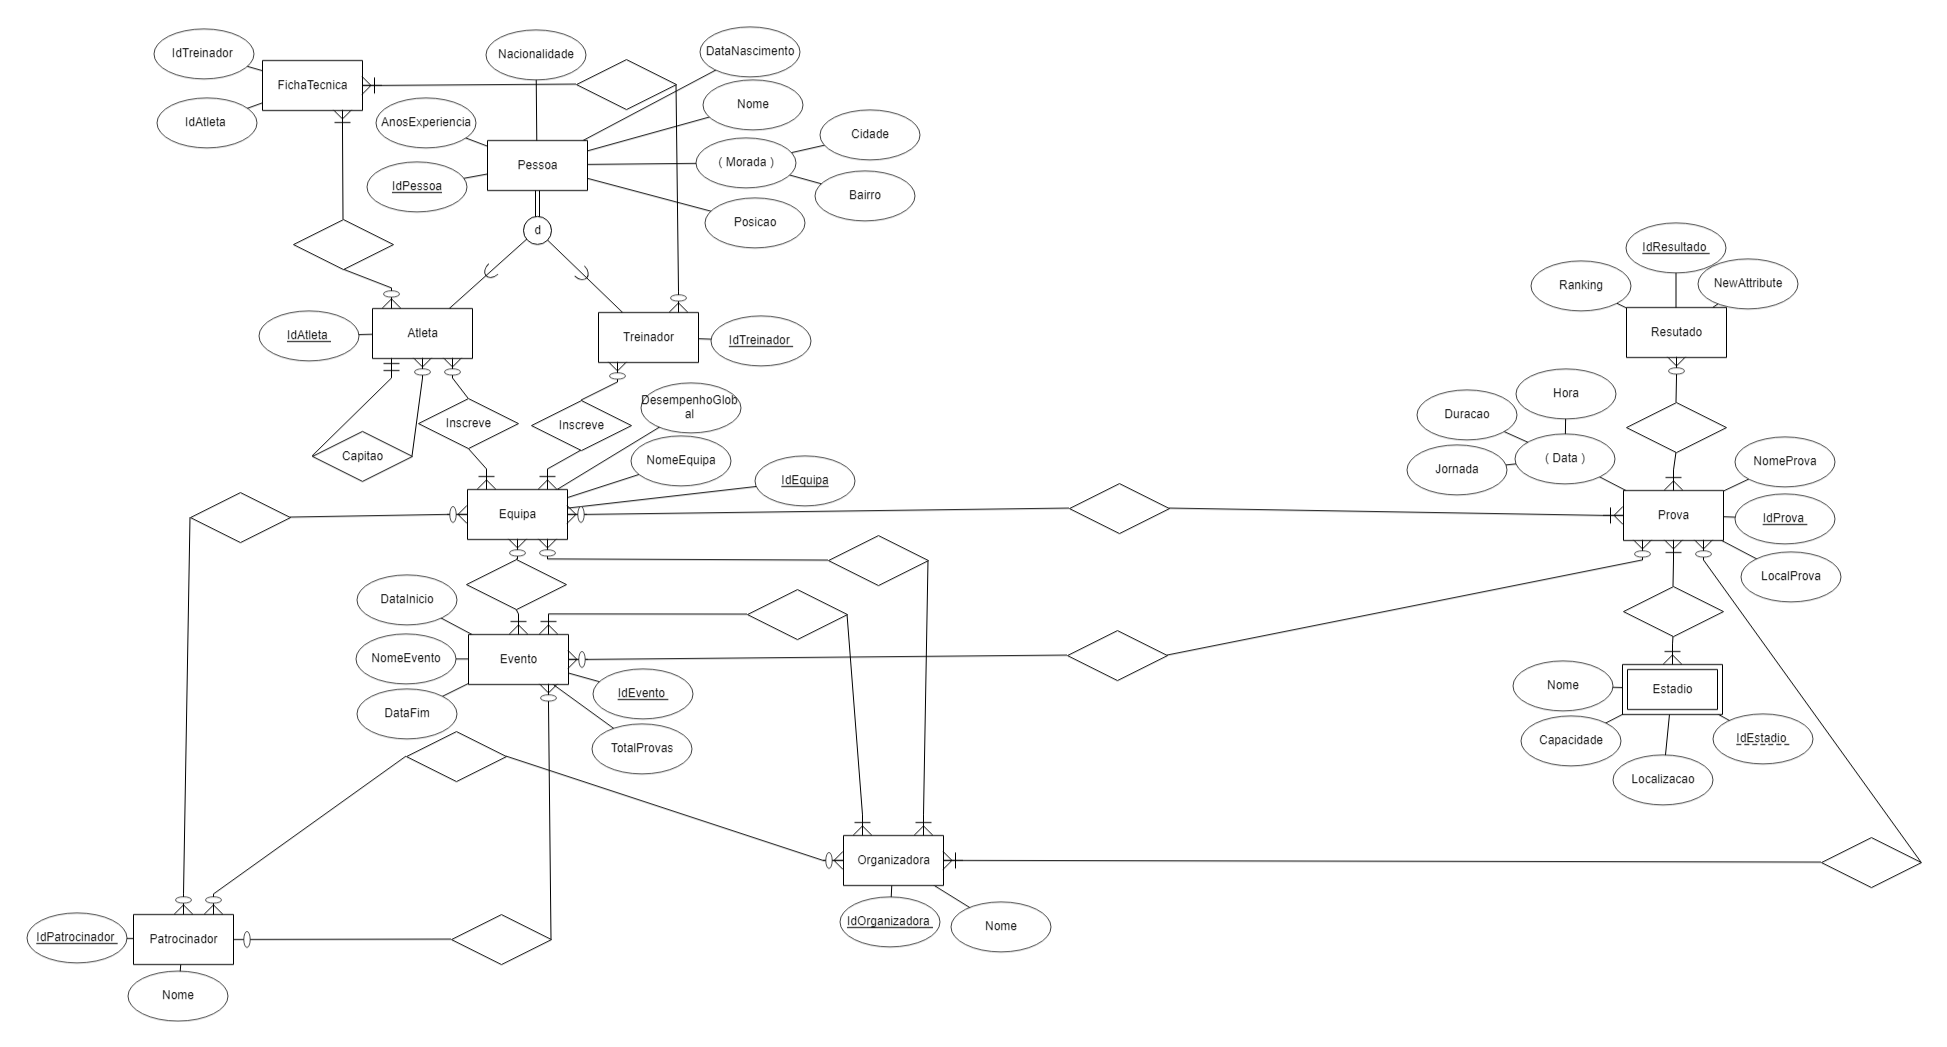 IdTreinador
Nacionalidade
DataNascimento
FichaTecnica
Nome
IdAtleta
AnosExperiencia
Cidade
Pessoa
( Morada )
IdPessoa
Bairro
Posicao
d
IdResultado
Ranking
NewAttribute
IdAtleta
Atleta
Treinador
IdTreinador
Resutado
Hora
DesempenhoGlob
al
Duracao
Inscreve
Inscreve
Capitao
NomeEquipa
( Data )
NomeProva
Jornada
IdEquipa
Equipa
Prova
IdProva
LocalProva
DataInicio
NomeEvento
Evento
IdEvento
Nome
Estadio
DataFim
TotalProvas
Capacidade
IdEstadio
Localizacao
Organizadora
IdOrganizadora
Nome
IdPatrocinador
Patrocinador
Nome